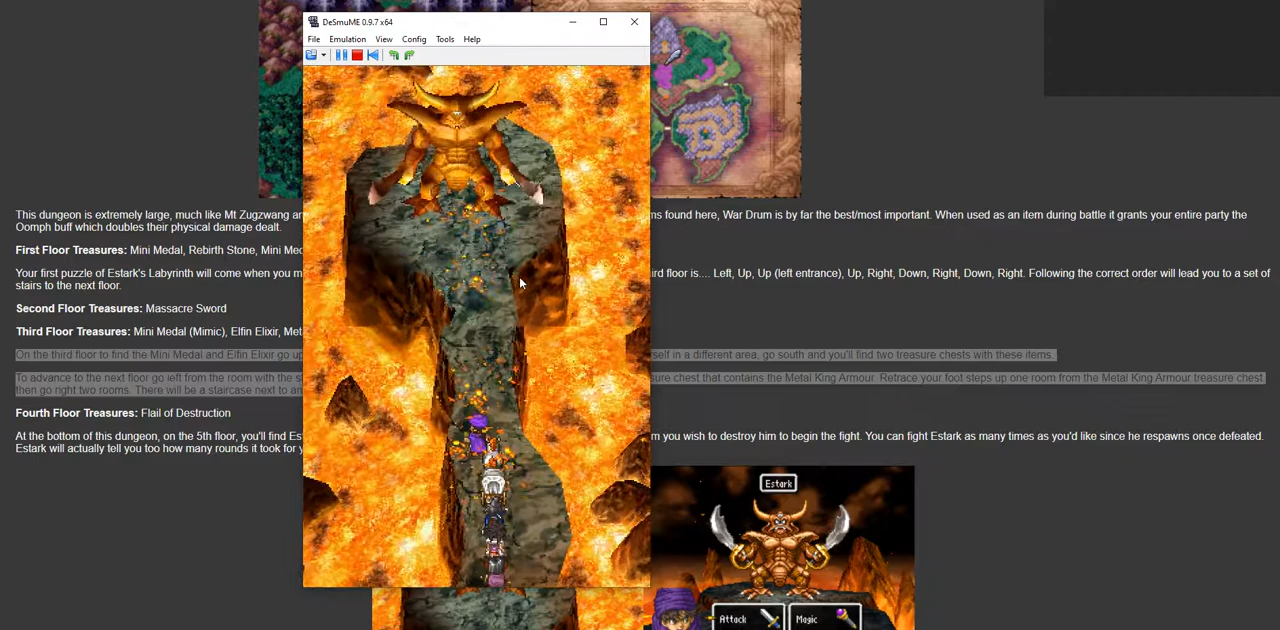 DeSmuME 0.9.7 x64
File Emulation View Config Tools Help
This dungeon is extremely large, much like Mt Zugzwang an
ms found here, War Drum is by far the best/most important. When used as an item during battle it grants your entire party the
Oomph buff which doubles their physical damage dealt.
First Floor Treasures: Mini Medal, Rebirth Stone, Mini Med
Your first puzzle of Estark's Labyrinth will come when you m
ird floor is.... Left, Up, Up (left entrance), Up, Right, Down, Right, Down, Right. Following the correct order will lead you to a set of
stairs to the next floor.
Second Floor Treasures: Massacre Sword
Third Floor Treasures: Mini Medal (Mimic), Elfin Elixir, Met
On the third floor to find the Mini Medal and Elfin Elixir go up
self in a different area, go south and you'll find two treasure chests with these items.
To advance to the next floor go left from the room with the s
sure chest that contains the Metal King Armour. Retrace your foot steps up one room from the Metal King Armour treasure chest
then go right two rooms. There will be a staircase next to an
Fourth Floor Treasures: Flail of Destruction
At the bottom of this dungeon, on the 5th floor, you'll find Es
m you wish to destroy him to begin the fight. You can fight Estark as many times as you'd like since he respawns once defeated.
Estark will actually tell you too how many rounds it took for y
Estark
Attack Magic